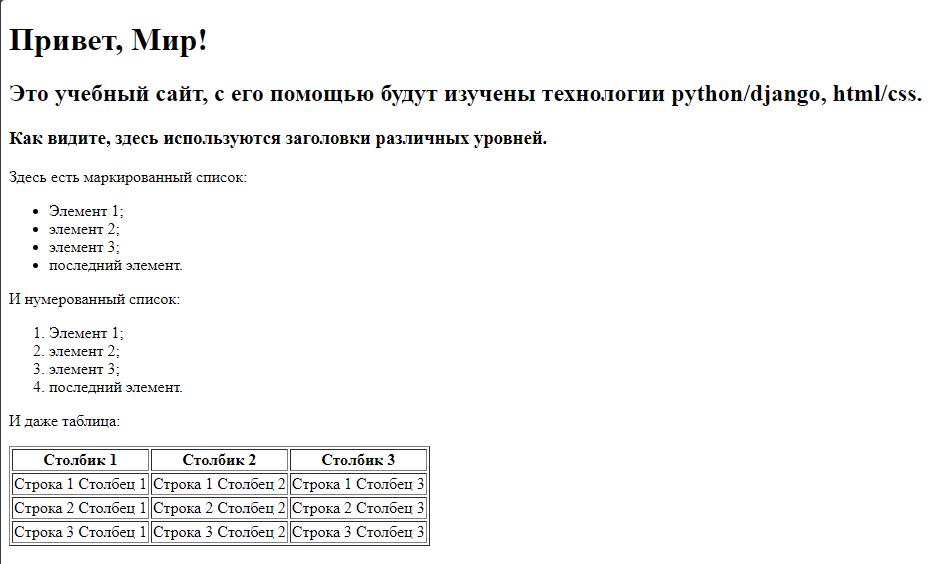 Привет, Мир!
Это учебный сайт, с его помощью будут изучены технологии python/django, html/css.
Как видите, здесь используются заголовки различных уровней.
Здесь есть маркированный список:
• Элемент 1;
• элемент 2;
• элемент 3;
• последний элемент.
И нумерованный список:
1. Элемент 1;
2. элемент 2;
3. элемент 3;
4. последний элемент.
И даже таблица:
Столбик 1 Столбик 2 Столбик 3
Строка 1 Столбец 1 Строка 1 Столбец 2 Строка 1 Столбец 3
Строка 2 Столбец 1 Строка 2 Столбец 2 Строка 2 Столбец 3
Строка 3 Столбец 1 Строка 3 Столбец 2 Строка 3 Столбец 3